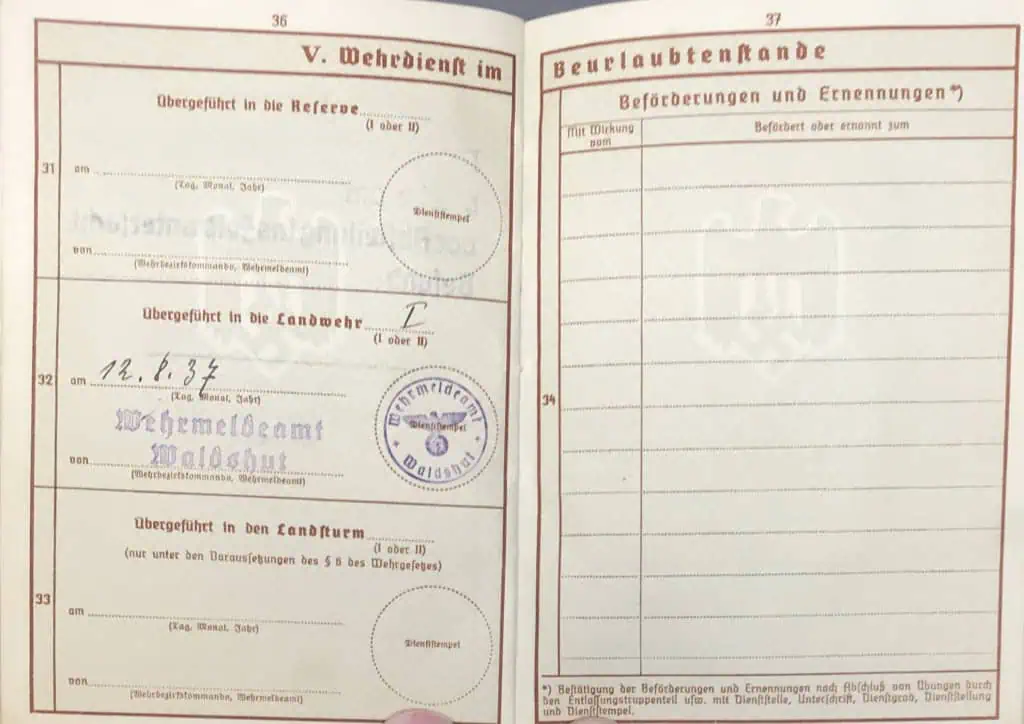 36
V. Wehrdienst im
Übergeführt in die Reserve
(I oder II)
31
am
(Tag, Monat, Jahr)
Dienststempel
von
(Wehrbezirkskommando, Wehrmeldeamt)
Übergeführt in die Landwehr I
(I oder II)
32
am 12.8.37
(Tag, Monat, Jahr)
Wehrmeldeamt
Waldshut
von
(Wehrbezirkskommando, Wehrmeldeamt)
Wehrmeldeamt
Dienststempel
Waldshut
Übergeführt in den Landsturm
(I oder II)
(nur unter den Voraussetzungen des § 6 des Wehrgesetzes)
33
am
(Tag, Monat, Jahr)
Dienststempel
von
(Wehrbezirkskommando, Wehrmeldeamt)
37
Beurlaubtenstande
Beförderungen und Ernennungen*)
Mit Wirkung vom
Befördert oder ernannt zum
34
*) Bestätigung der Beförderungen und Ernennungen nach Abschluß von Übungen durch
den Entlassungstruppenteil usw. mit Dienststelle, Unterschrift, Dienstgrad, Dienststellung
und Dienststempel.